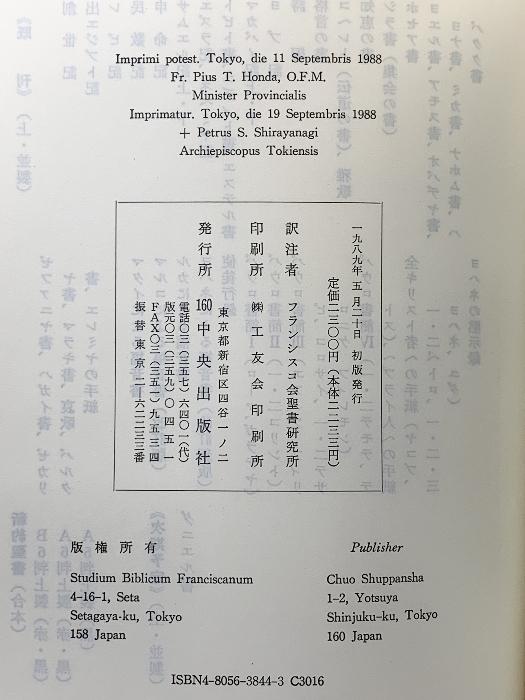 Imprimi potest. Tokyo, die 11 Septembris 1988
Fr. Pius T. Honda, O.F.M.
Minister Provincialis
Imprimatur. Tokyo, die 19 Septembris 1988
+ Petrus S. Shirayanagi
Archiepiscopus Tokiensis
一九八九年 五月二十日 初版発行
定価二三〇〇円(本体二二三三円)
訳注者 フランシスコ会聖書研究所
印刷所 ㈱工友会印刷所
東京都新宿区四谷一ノ二
発行所 160 中央出版社
電話〇三(三五七)六四〇一(代)
版元〇三(三五九)〇四五一
FAX〇三(三五一)九五三四
振替東京二-六二二三三番
版権所有
Studium Biblicum Franciscanum
4-16-1, Seta
Setagaya-ku, Tokyo
158 Japan
Publisher
Chuo Shuppansha
1-2, Yotsuya
Shinjuku-ku, Tokyo
160 Japan
ISBN4-8056-3844-3 C3016